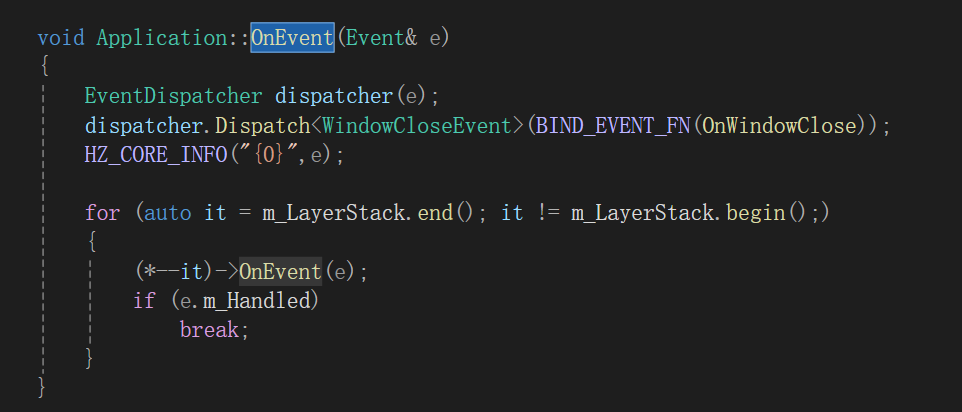 void Application::OnEvent(Event& e)
{
    EventDispatcher dispatcher(e);
    dispatcher.Dispatch<WindowCloseEvent>(BIND_EVENT_FN(OnWindowClose));
    HZ_CORE_INFO("{0}",e);

    for (auto it = m_LayerStack.end(); it != m_LayerStack.begin();)
    {
        (*--it)->OnEvent(e);
        if (e.m_Handled)
            break;
    }
}